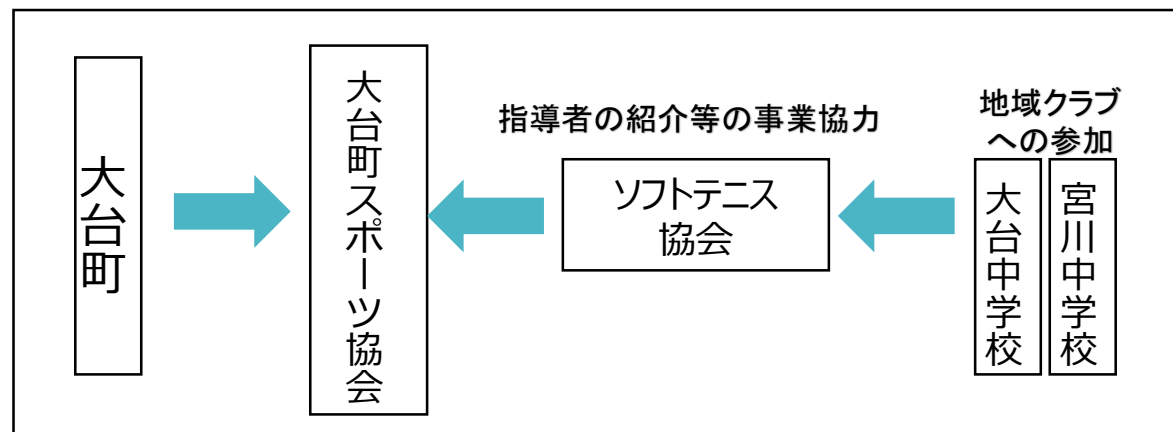 大台町
大台町スポーツ協会
指導者の紹介等の事業協力
ソフトテニス
協会
地域クラブ
への参加
大台中学校
宮川中学校